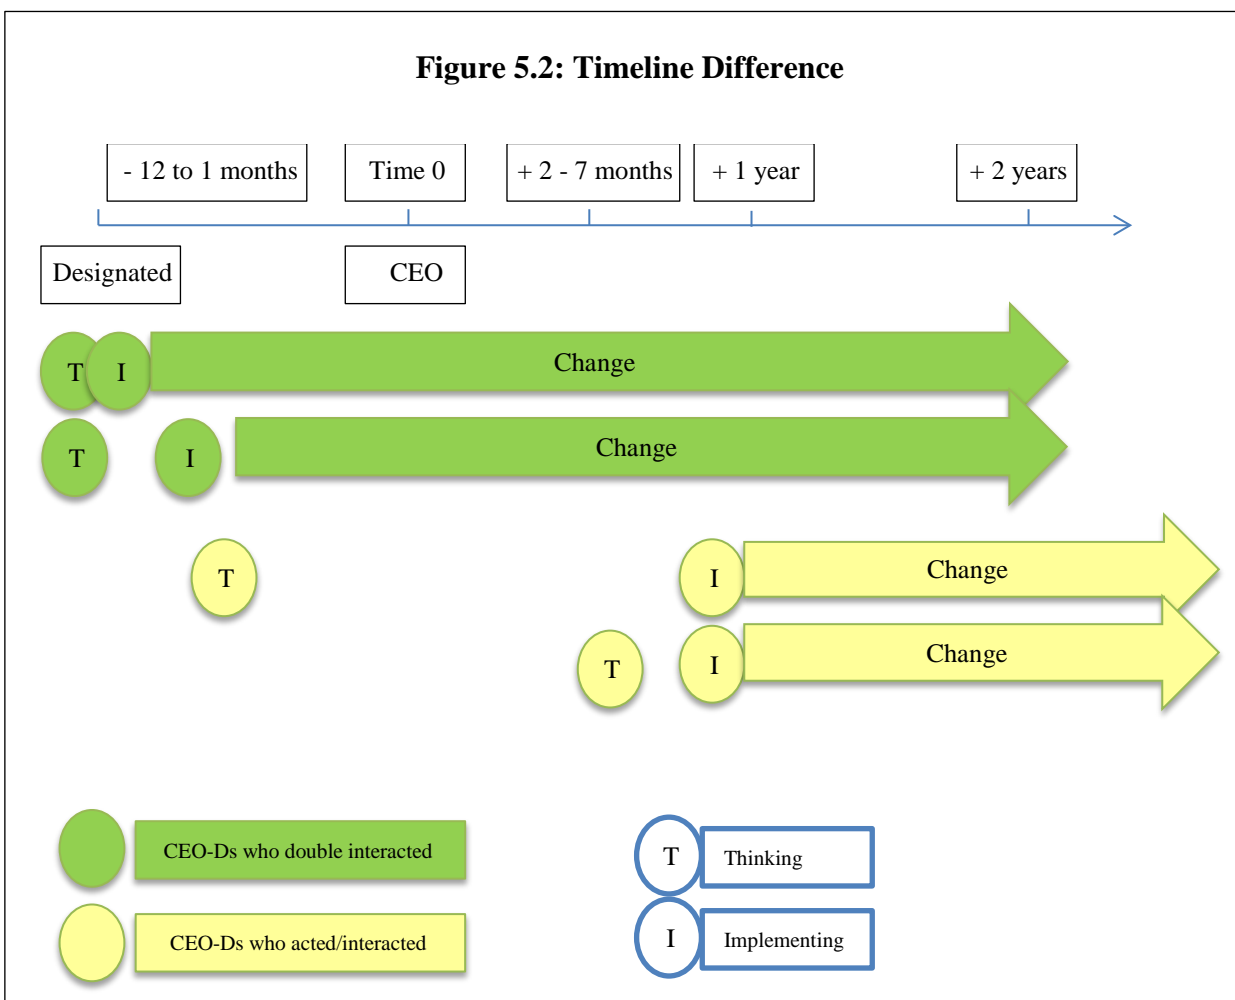 Figure 5.2: Timeline Difference
- 12 to 1 months
Time 0
+ 2 - 7 months
+ 1 year
+ 2 years
Designated
CEO
T
I
Change
T
I
Change
T
I
Change
T
I
Change
CEO-Ds who double interacted
T
Thinking
CEO-Ds who acted/interacted
I
Implementing